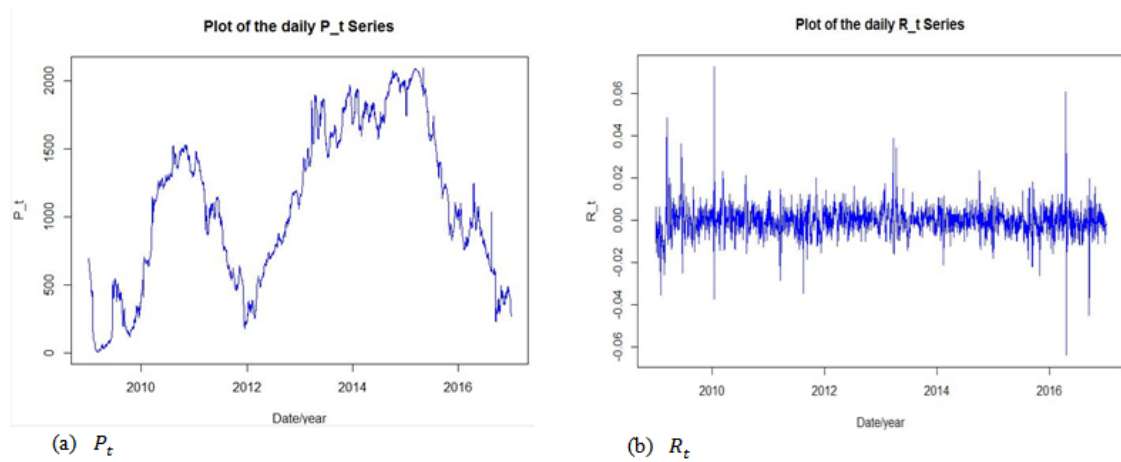 Plot of the daily P_t Series
P_t
2000
1500
1000
500
0
2010 2012 2014 2016
Date/year
(a) P_t
Plot of the daily R_t Series
R_t
0.06
0.04
0.02
0.00
-0.02
-0.04
-0.06
2010 2012 2014 2016
Date/year
(b) R_t